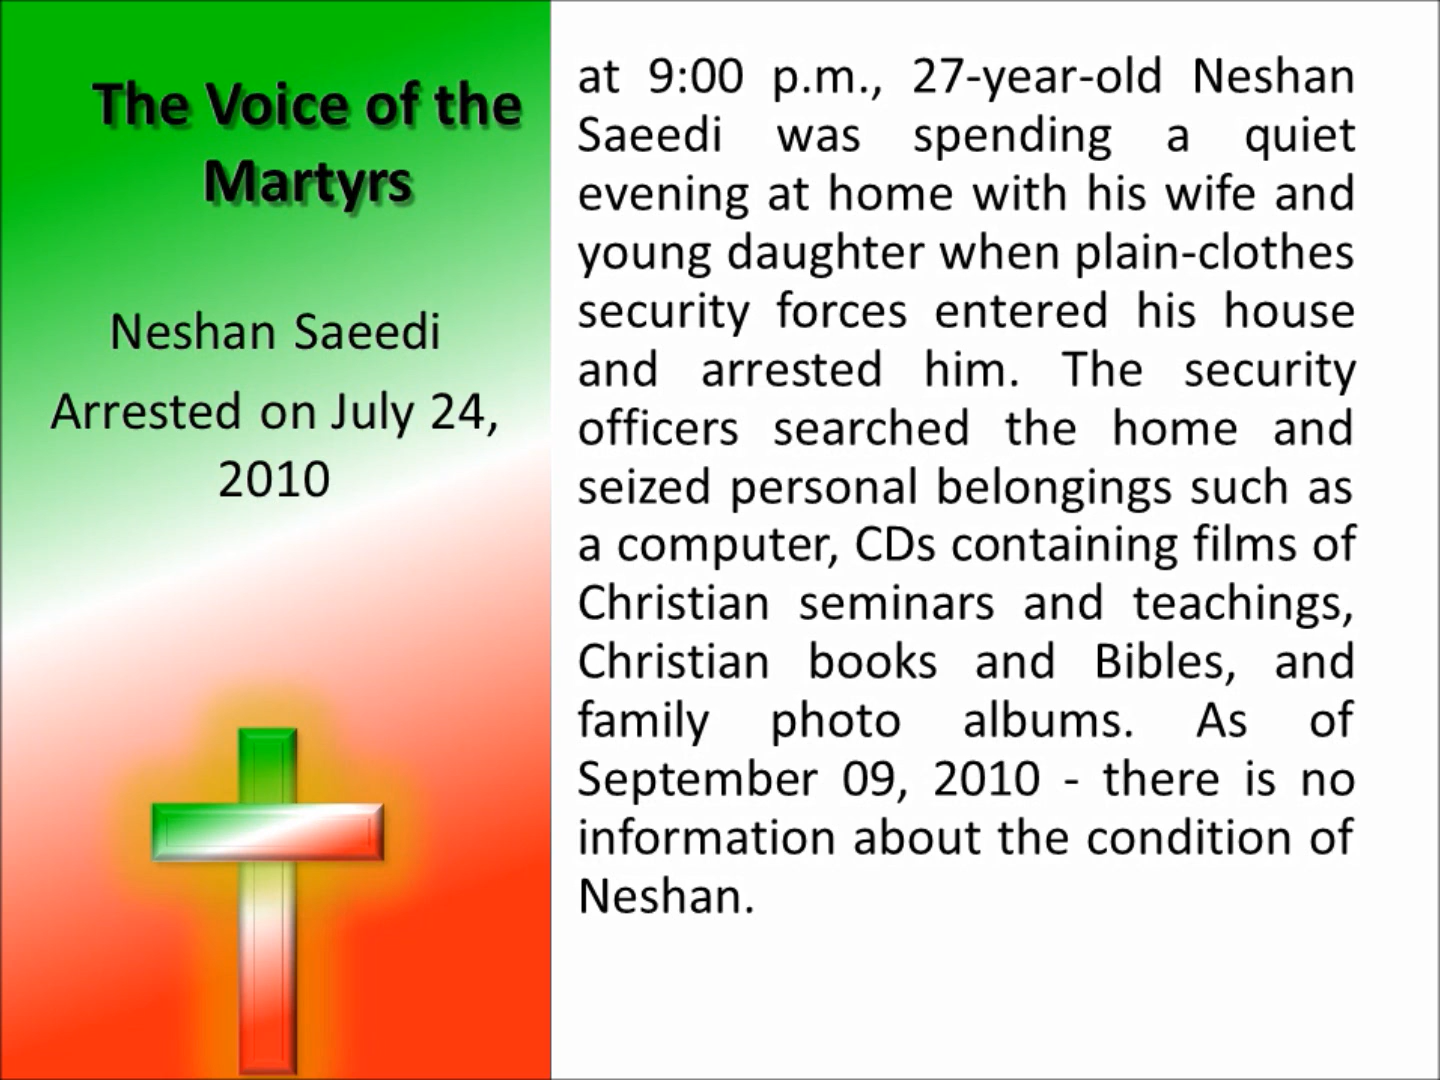 The Voice of the
Martyrs
Neshan Saeedi
Arrested on July 24,
2010
at 9:00 p.m., 27-year-old Neshan
Saeedi was spending a quiet
evening at home with his wife and
young daughter when plain-clothes
security forces entered his house
and arrested him. The security
officers searched the home and
seized personal belongings such as
a computer, CDs containing films of
Christian seminars and teachings,
Christian books and Bibles, and
family photo albums. As of
September 09, 2010 - there is no
information about the condition of
Neshan.